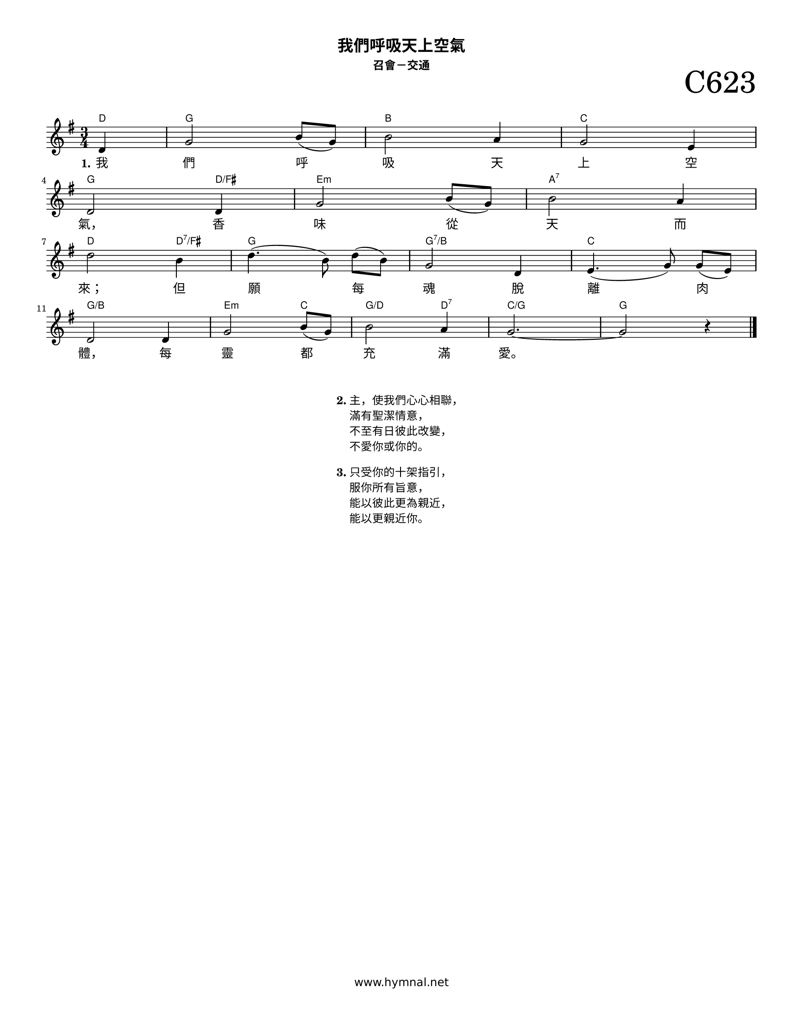 我們呼吸天上空氣
召會－交通
C623
D G B C
1. 我 們 呼 吸 天 上 空
4 G D/F♯ Em A7
氣， 香 味 從 天 而
7 D D7/F♯ G G7/B C
來； 但 願 每 魂 脫 離 肉
11 G/B Em C G/D D7 C/G G
體， 每 靈 都 充 滿 愛。
2. 主，使我們心心相聯，
滿有聖潔情意，
不至有日彼此改變，
不愛你或你的。
3. 只受你的十架指引，
服你所有旨意，
能以彼此更為親近，
能以更親近你。
www.hymnal.net